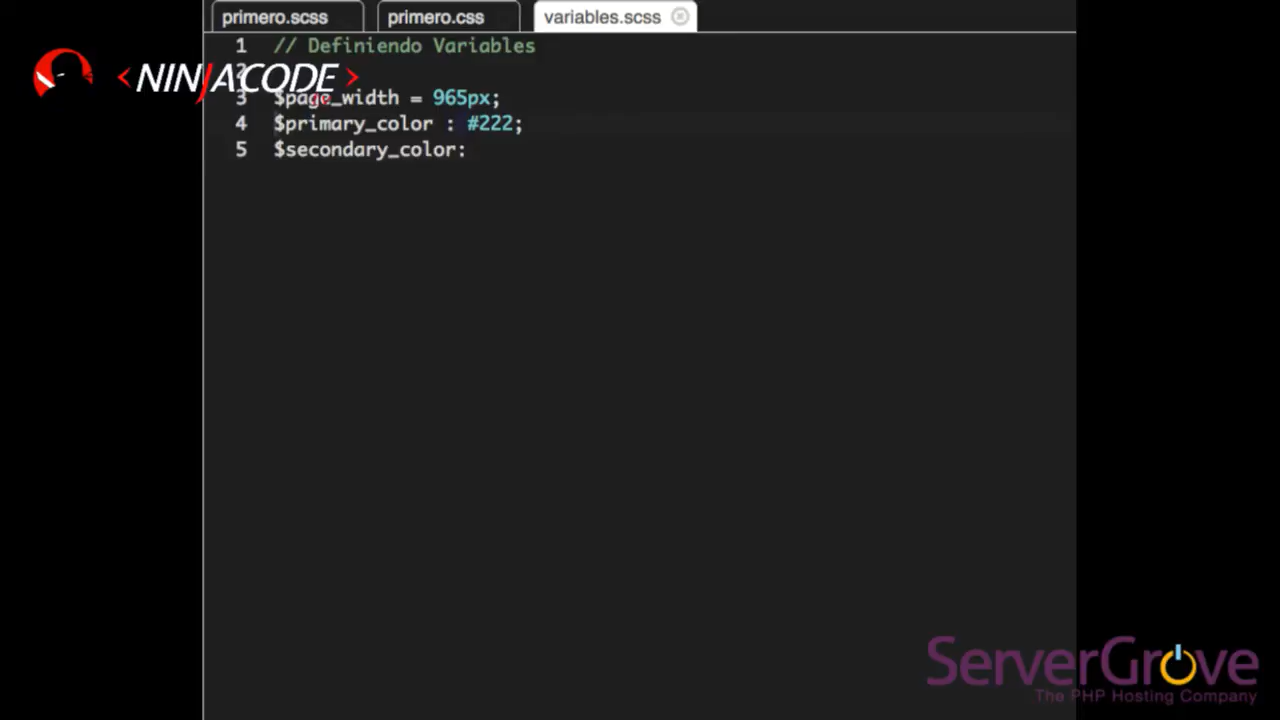 primero.scss primero.css variables.scss
1 // Definiendo Variables
2
<NINJACODE>
3 $page_width = 965px;
4 $primary_color : #222;
5 $secondary_color:
ServerGrove
The PHP Hosting Company